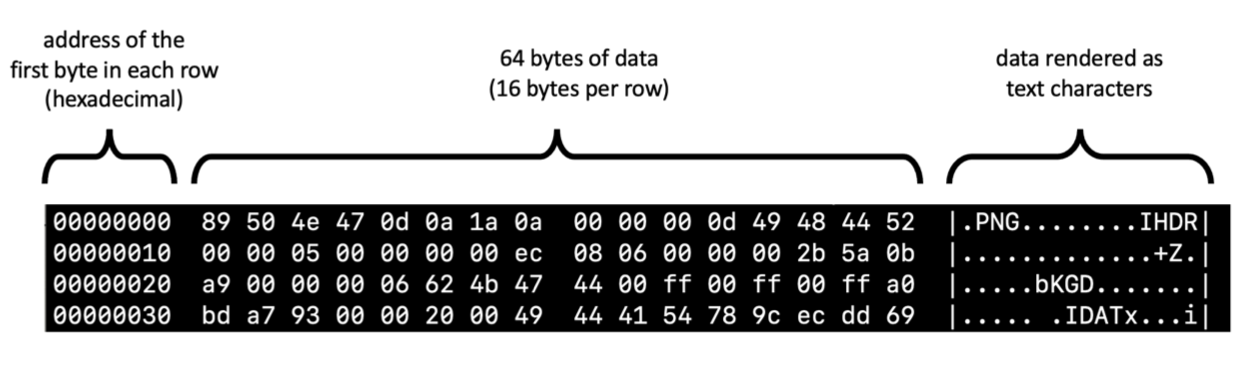 address of the
first byte in each row
(hexadecimal)
64 bytes of data
(16 bytes per row)
data rendered as
text characters
00000000  89 50 4e 47 0d 0a 1a 0a  00 00 00 0d 49 48 44 52  |.PNG........IHDR|
00000010  00 00 05 00 00 00 00 ec  08 06 00 00 00 2b 5a 0b  |.............+Z.|
00000020  a9 00 00 00 06 62 4b 47  44 00 ff 00 ff 00 ff a0  |.....bKGD.......|
00000030  bd a7 93 00 00 20 00 49  44 41 54 78 9c ec dd 69  |..... .IDATx...i|